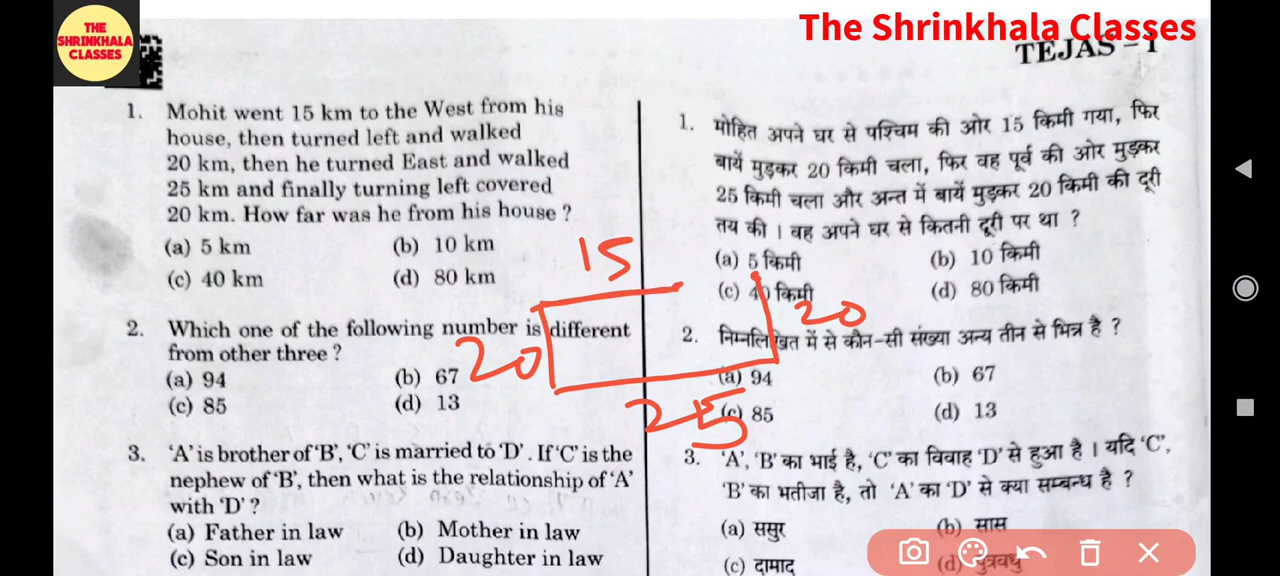 THE
SHRINKHALA
CLASSES
The Shrinkhala Classes
TEJAS – 1
1. Mohit went 15 km to the West from his
house, then turned left and walked
20 km, then he turned East and walked
25 km and finally turning left covered
20 km. How far was he from his house ?
(a) 5 km (b) 10 km
(c) 40 km (d) 80 km
2. Which one of the following number is different
from other three ?
(a) 94 (b) 67
(c) 85 (d) 13
3. ‘A’ is brother of ‘B’, ‘C’ is married to ‘D’. If ‘C’ is the
nephew of ‘B’, then what is the relationship of ‘A’
with ‘D’ ?
(a) Father in law (b) Mother in law
(c) Son in law (d) Daughter in law
15
20
20
25
1. मोहित अपने घर से पश्चिम की ओर 15 किमी गया, फिर
बायें मुड़कर 20 किमी चला, फिर वह पूर्व की ओर मुड़कर
25 किमी चला और अन्त में बायें मुड़कर 20 किमी की दूरी
तय की । वह अपने घर से कितनी दूरी पर था ?
(a) 5 किमी (b) 10 किमी
(c) 40 किमी (d) 80 किमी
2. निम्नलिखित में से कौन-सी संख्या अन्य तीन से भिन्न है ?
(a) 94 (b) 67
(c) 85 (d) 13
3. ‘A’, ‘B’ का भाई है, ‘C’ का विवाह ‘D’ से हुआ है । यदि ‘C’,
‘B’ का भतीजा है, तो ‘A’ का ‘D’ से क्या सम्बन्ध है ?
(a) ससुर (b) सास
(c) दामाद (d) पुत्रवधु